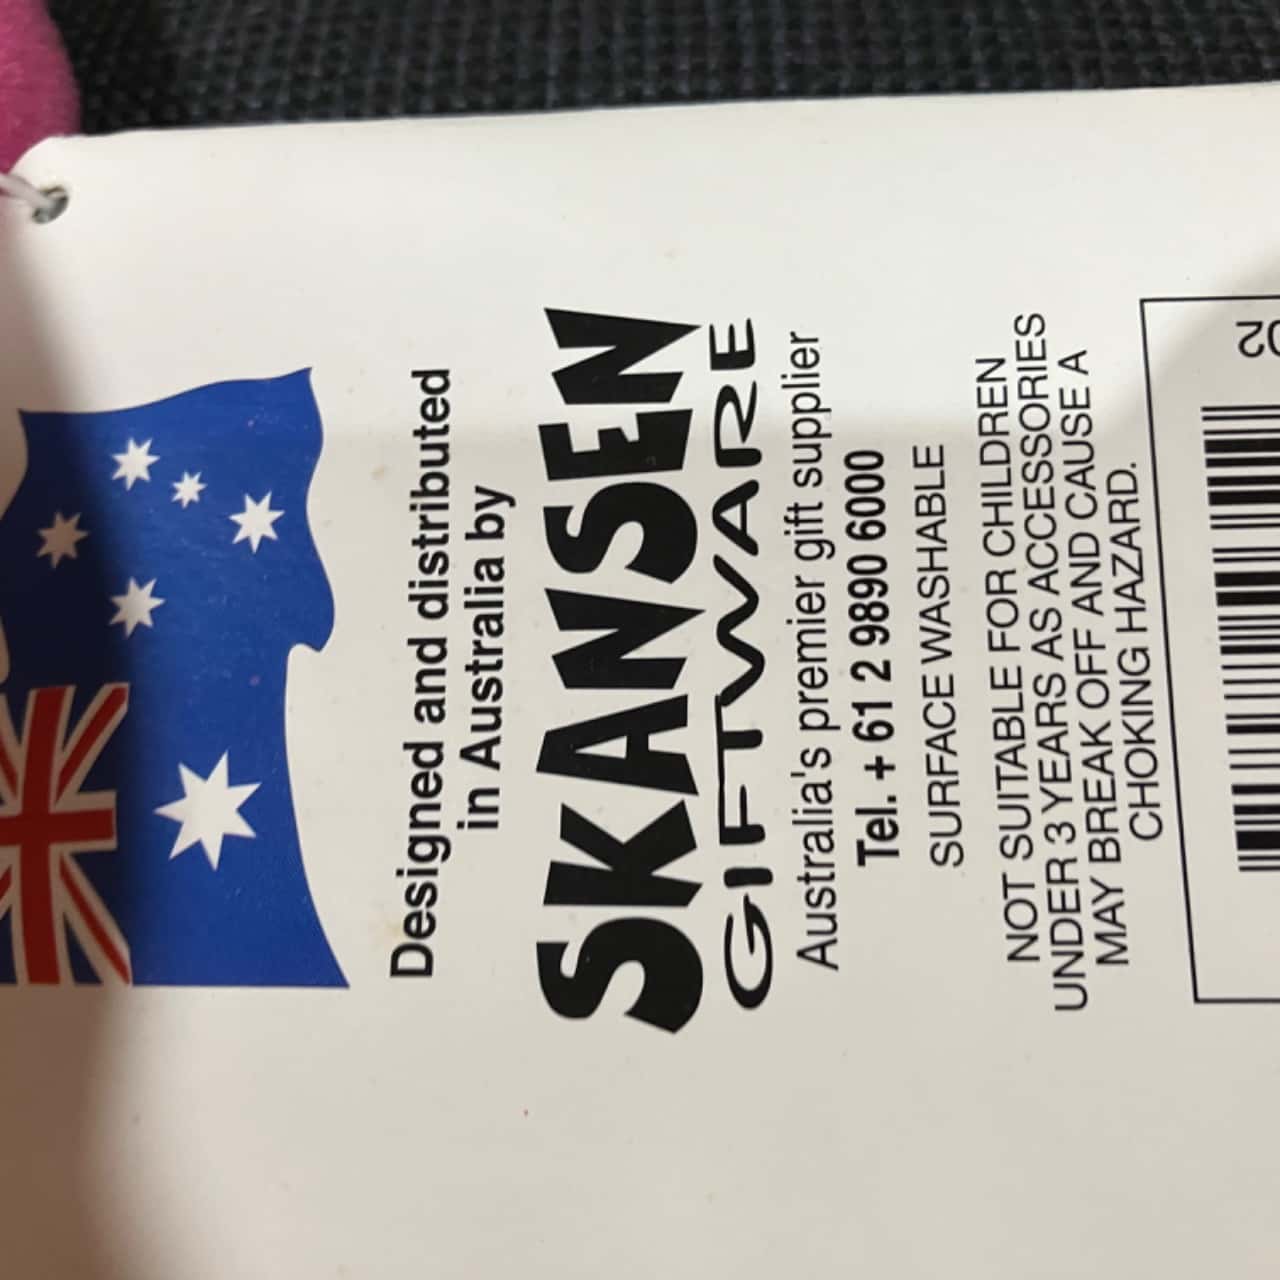 Designed and distributed
in Australia by
SKANSEN
GIFTWARE
Australia's premier gift supplier
Tel. + 61 2 9890 6000
SURFACE WASHABLE
NOT SUITABLE FOR CHILDREN
UNDER 3 YEARS AS ACCESSORIES
MAY BREAK OFF AND CAUSE A
CHOKING HAZARD.